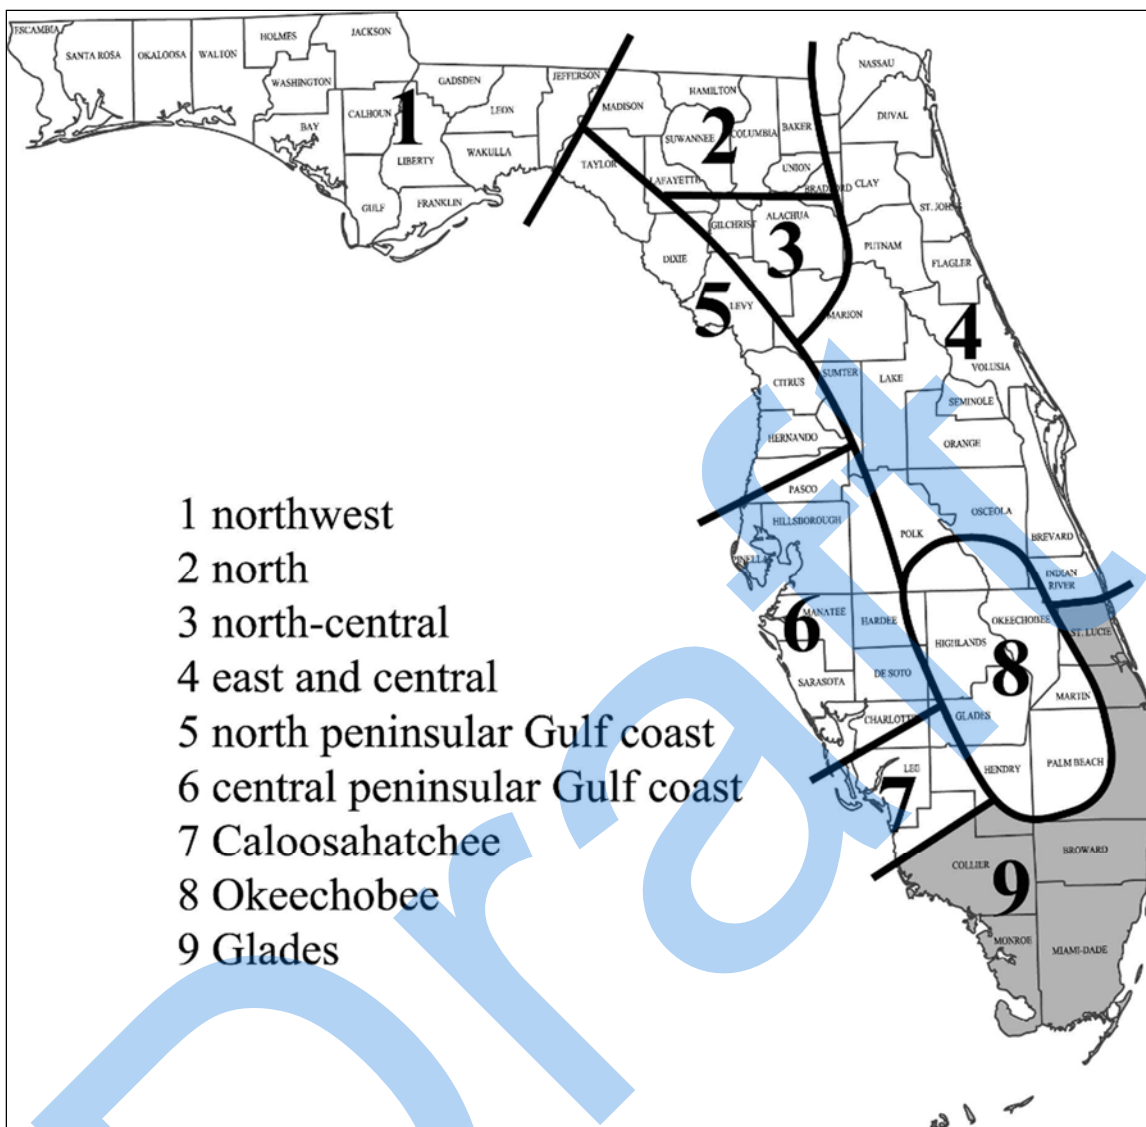 ESCAMBIA
SANTA ROSA
OKALOOSA
WALTON
HOLMES
JACKSON
WASHINGTON
BAY
CALHOUN
1
GULF
GADSDEN
LIBERTY
FRANKLIN
LEON
WAKULLA
JEFFERSON
MADISON
TAYLOR
HAMILTON
SUWANNEE
2
COLUMBIA
BAKER
UNION
BRADFORD
LAFAYETTE
NASSAU
DUVAL
CLAY
ST. JOHNS
PUTNAM
FLAGLER
GILCHRIST
ALACHUA
3
DIXIE
5
LEVY
MARION
4
VOLUSIA
CITRUS
SUMTER
LAKE
SEMINOLE
HERNANDO
ORANGE
PASCO
HILLSBOROUGH
PINELLAS
POLK
OSCEOLA
BREVARD
INDIAN
RIVER
6
MANATEE
HARDEE
HIGHLANDS
OKEECHOBEE
ST. LUCIE
8
SARASOTA
DE SOTO
MARTIN
CHARLOTTE
GLADES
LEE
7
HENDRY
PALM BEACH
COLLIER
9
BROWARD
MONROE
MIAMI-DADE
1 northwest
2 north
3 north-central
4 east and central
5 north peninsular Gulf coast
6 central peninsular Gulf coast
7 Caloosahatchee
8 Okeechobee
9 Glades
Draft